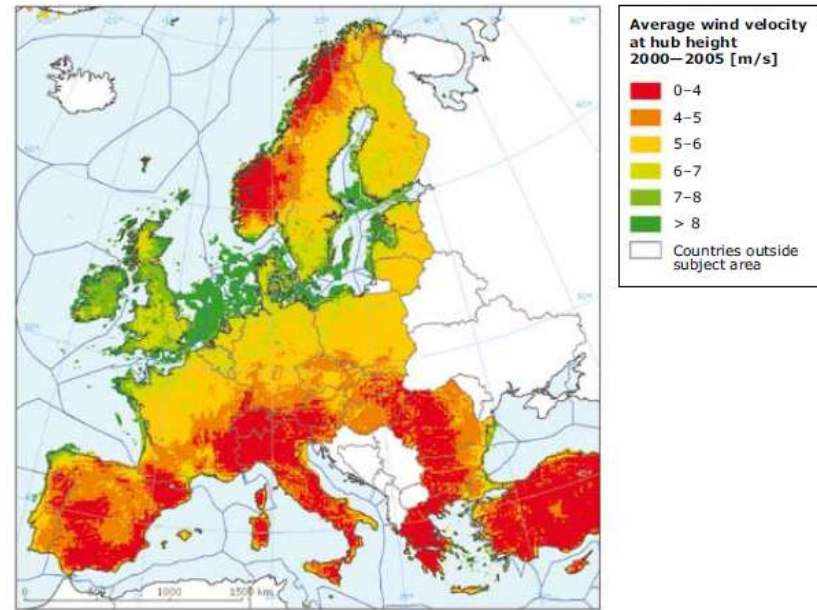 Average wind velocity
at hub height
2000—2005 [m/s]
0–4
4–5
5–6
6–7
7–8
> 8
Countries outside
subject area
0
1000
1500 km